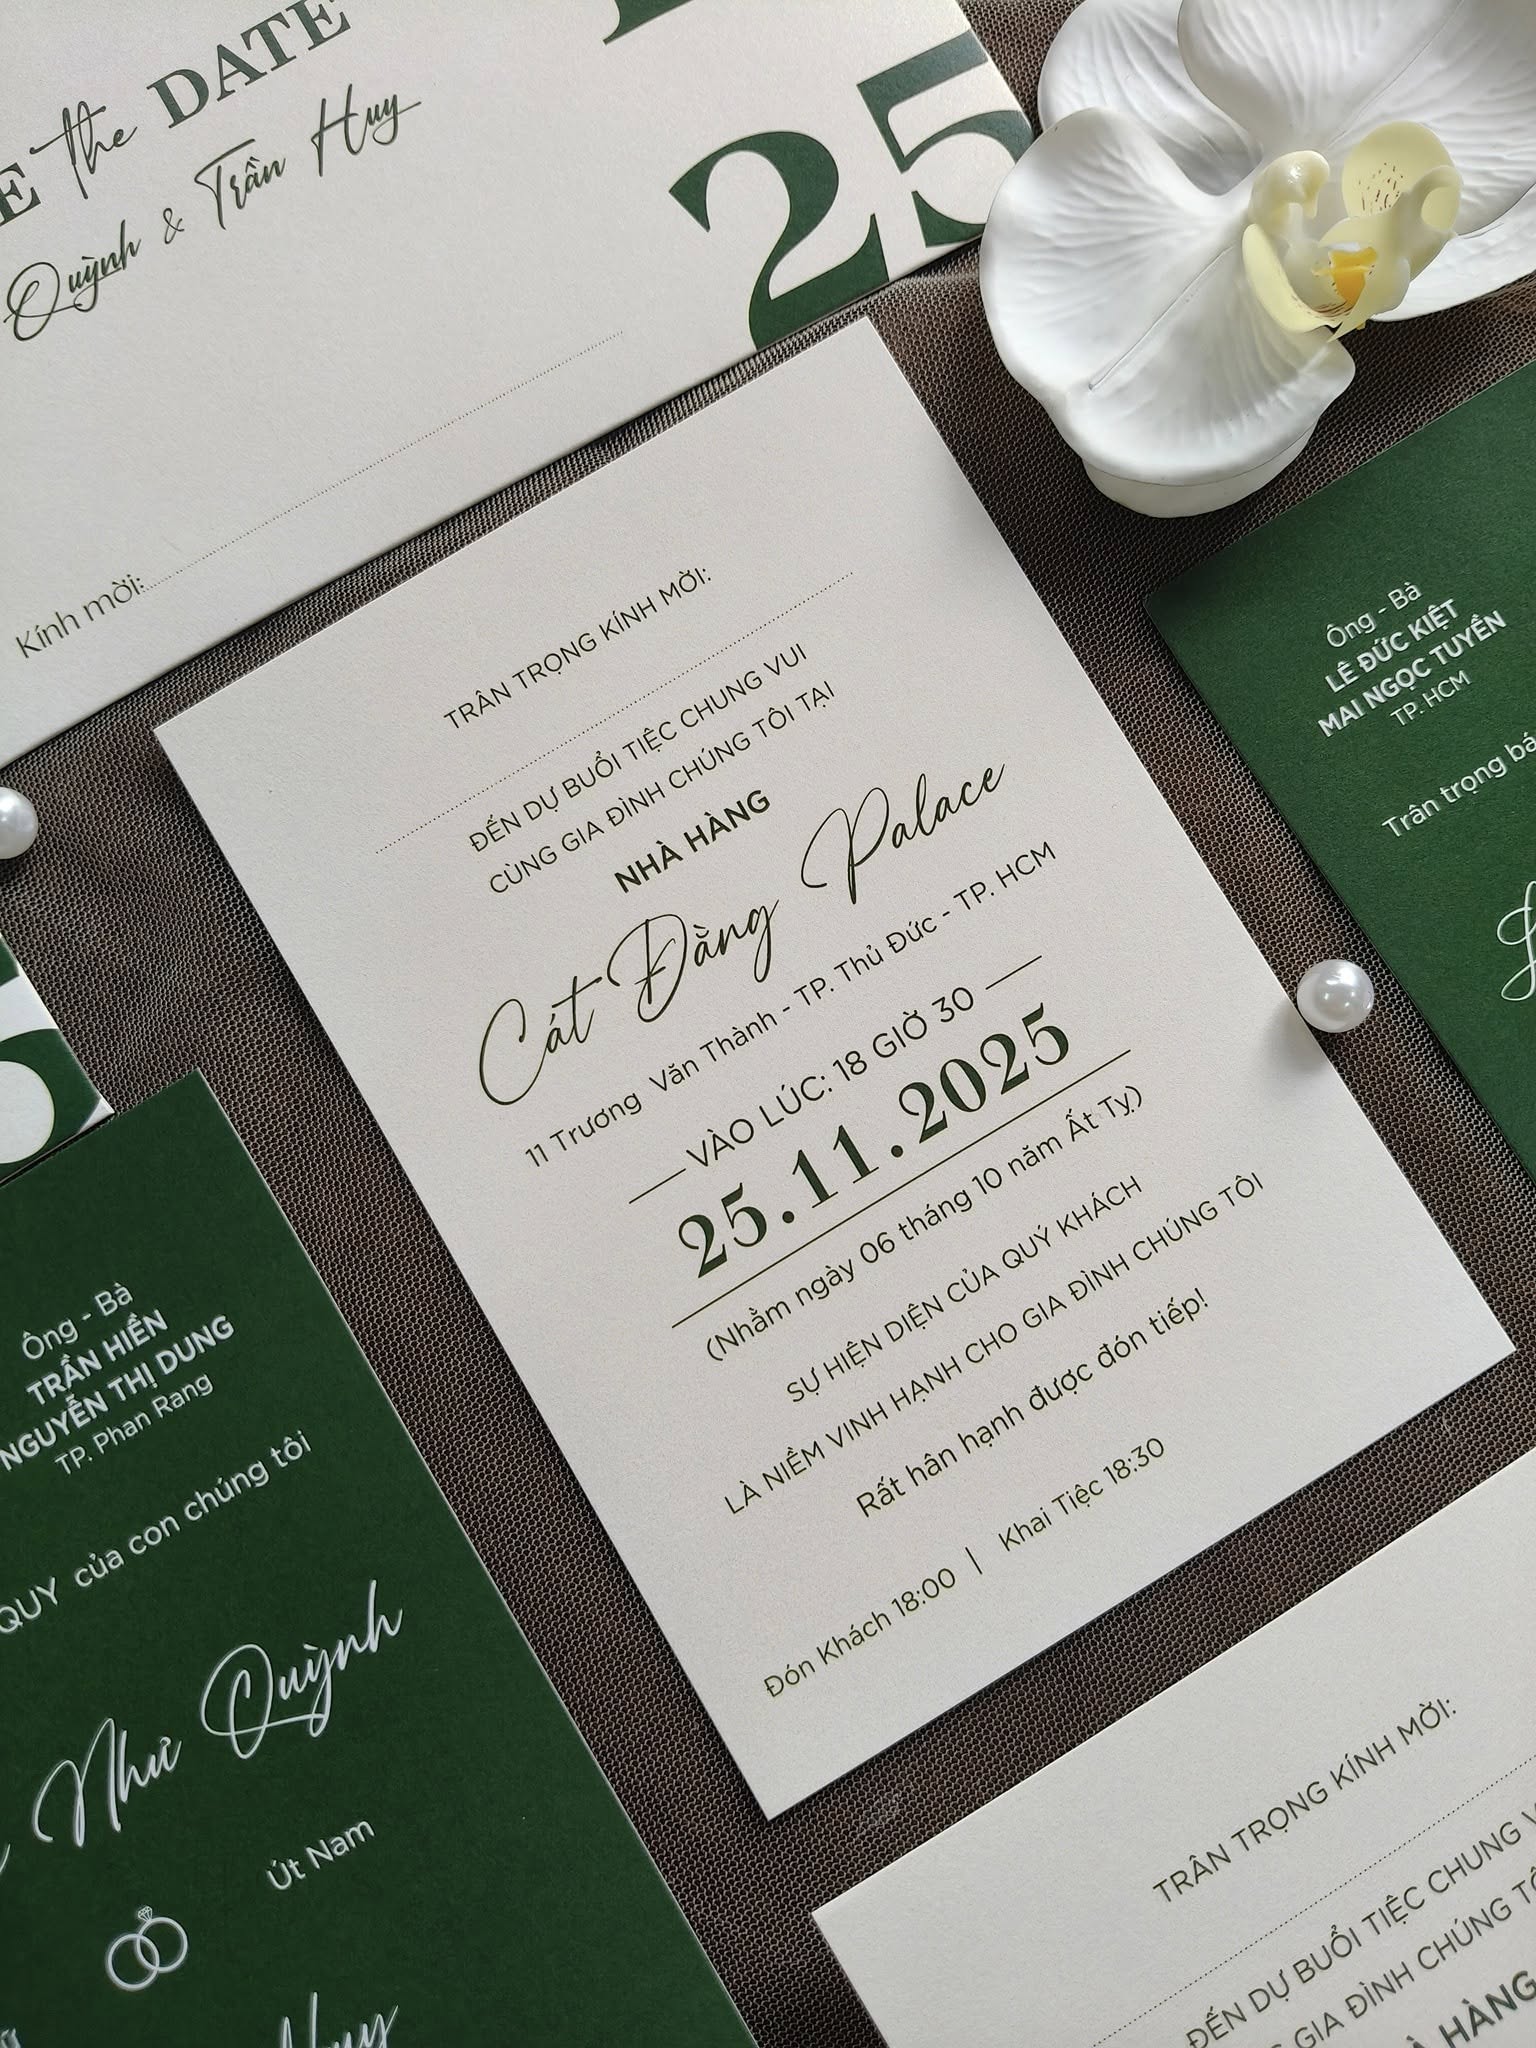 the DATE
Quỳnh & Trần Huy
25
Kính mời:
TRÂN TRỌNG KÍNH MỜI:
ĐẾN DỰ BUỔI TIỆC CHUNG VUI
CÙNG GIA ĐÌNH CHÚNG TÔI TẠI
NHÀ HÀNG
Cát Đằng Palace
11 Trương Văn Thành - TP. Thủ Đức - TP. HCM
VÀO LÚC: 18 GIỜ 30
25.11.2025
(Nhằm ngày 06 tháng 10 năm Ất Tỵ)
SỰ HIỆN DIỆN CỦA QUÝ KHÁCH
LÀ NIỀM VINH HẠNH CHO GIA ĐÌNH CHÚNG TÔI
Rất hân hạnh được đón tiếp!
Đón Khách 18:00 | Khai Tiệc 18:30
Ông - Bà
LÊ ĐỨC KIỆT
MAI NGỌC TUYỀN
TP. HCM
Trân trọng
Ông - Bà
TRẦN HIỀN
NGUYỄN THỊ DUNG
TP. Phan Rang
QUY của con chúng tôi
Như Quỳnh
Út Nam
Huy
TRÂN TRỌNG KÍNH MỜI:
ĐẾN DỰ BUỔI TIỆC CHUNG
GIA ĐÌNH CHÚNG
HÀNG